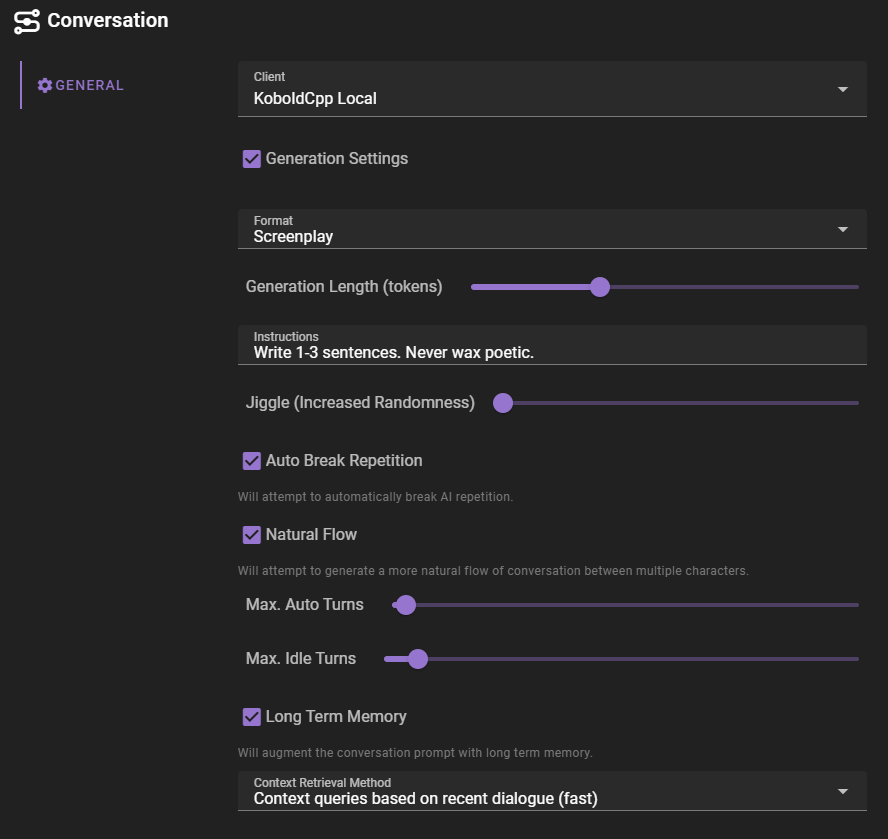 Conversation
GENERAL
Client
KoboldCpp Local
Generation Settings
Format
Screenplay
Generation Length (tokens)
Instructions
Write 1-3 sentences. Never wax poetic.
Jiggle (Increased Randomness)
Auto Break Repetition
Will attempt to automatically break AI repetition.
Natural Flow
Will attempt to generate a more natural flow of conversation between multiple characters.
Max. Auto Turns
Max. Idle Turns
Long Term Memory
Will augment the conversation prompt with long term memory.
Context Retrieval Method
Context queries based on recent dialogue (fast)